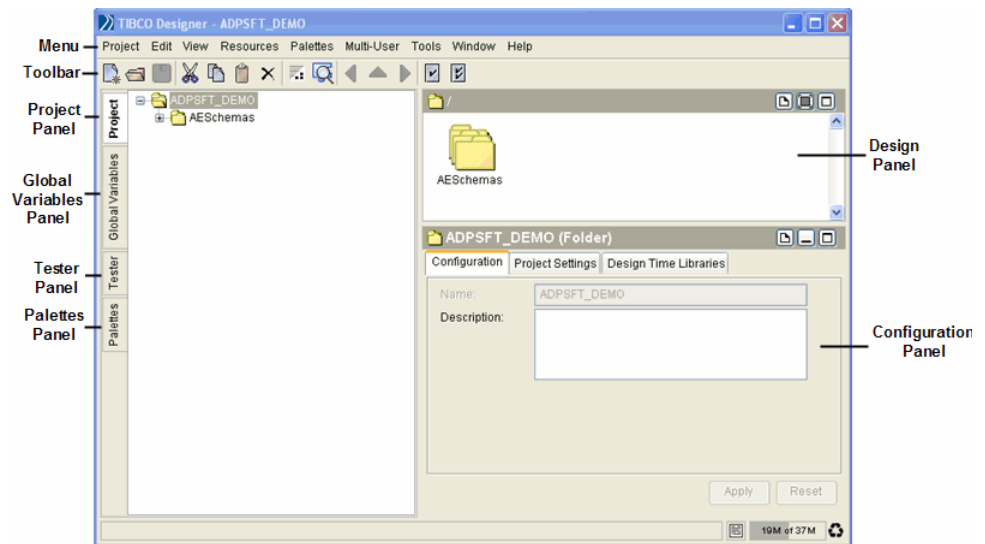 TIBCO Designer - ADPSFT_DEMO
Menu
Project Edit View Resources Palettes Multi-User Tools Window Help
Toolbar
Project
Panel
Project
ADPSFT_DEMO
AESchemas
/
AESchemas
Design
Panel
Global
Variables
Panel
Global Variables
ADPSFT_DEMO (Folder)
Configuration Project Settings Design Time Libraries
Tester
Panel
Tester
Name: ADPSFT_DEMO
Description:
Palettes
Panel
Palettes
Configuration
Panel
Apply Reset
19M of 37M